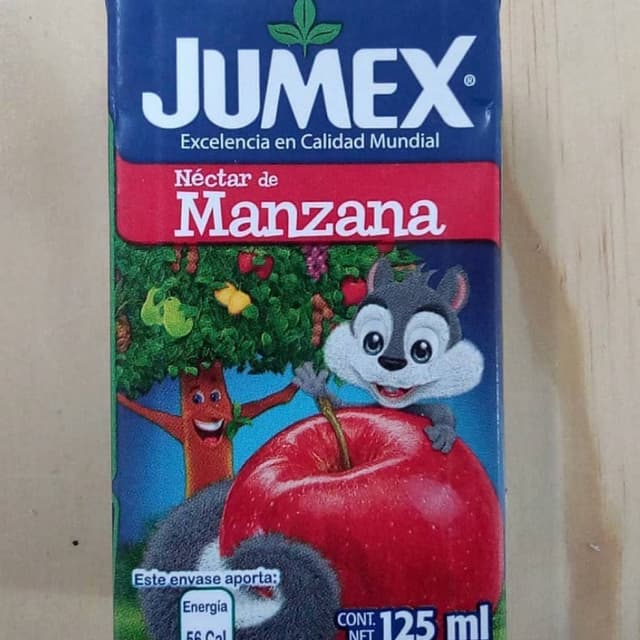 JUMEX®
Excelencia en Calidad Mundial
Néctar de
Manzana
Este envase aporta:
Energía
56 Cal
CONT.
NET 125 ml